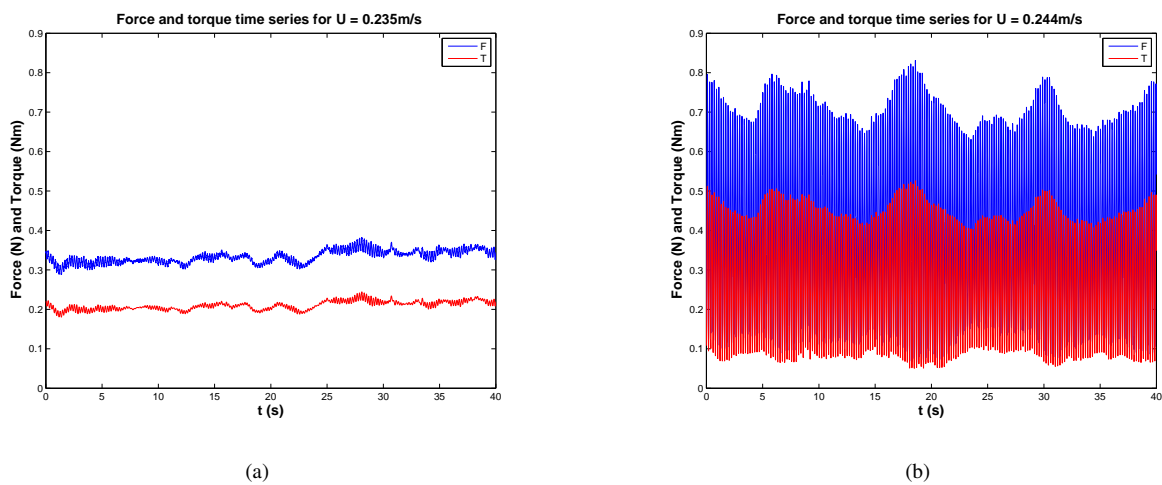 Force and torque time series for U = 0.235m/s
0.9
0.8
0.7
0.6
0.5
0.4
0.3
0.2
0.1
0
Force (N) and Torque (Nm)
F
T
0 5 10 15 20 25 30 35 40
t (s)
(a)
Force and torque time series for U = 0.244m/s
0.9
0.8
0.7
0.6
0.5
0.4
0.3
0.2
0.1
0
Force (N) and Torque (Nm)
F
T
0 5 10 15 20 25 30 35 40
t (s)
(b)